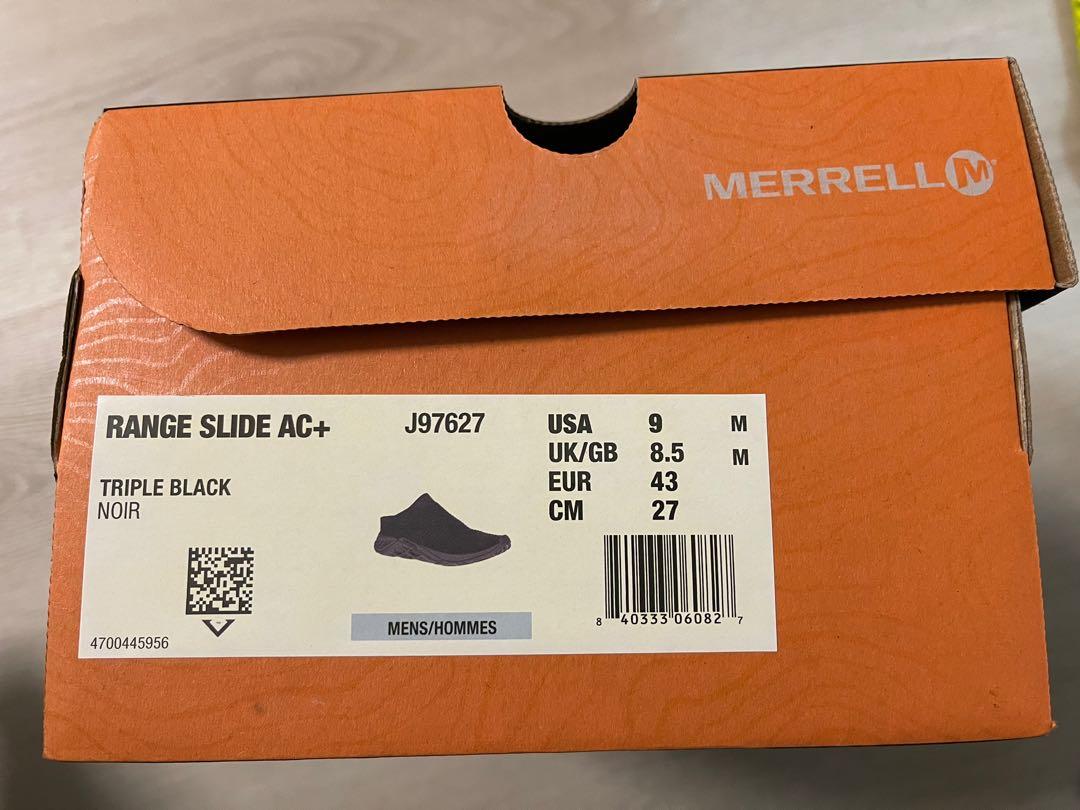 MERRELL M
RANGE SLIDE AC+ J97627
TRIPLE BLACK
NOIR
4700445956
MENS/HOMMES
USA 9 M
UK/GB 8.5 M
EUR 43
CM 27
8 40333 06082 7